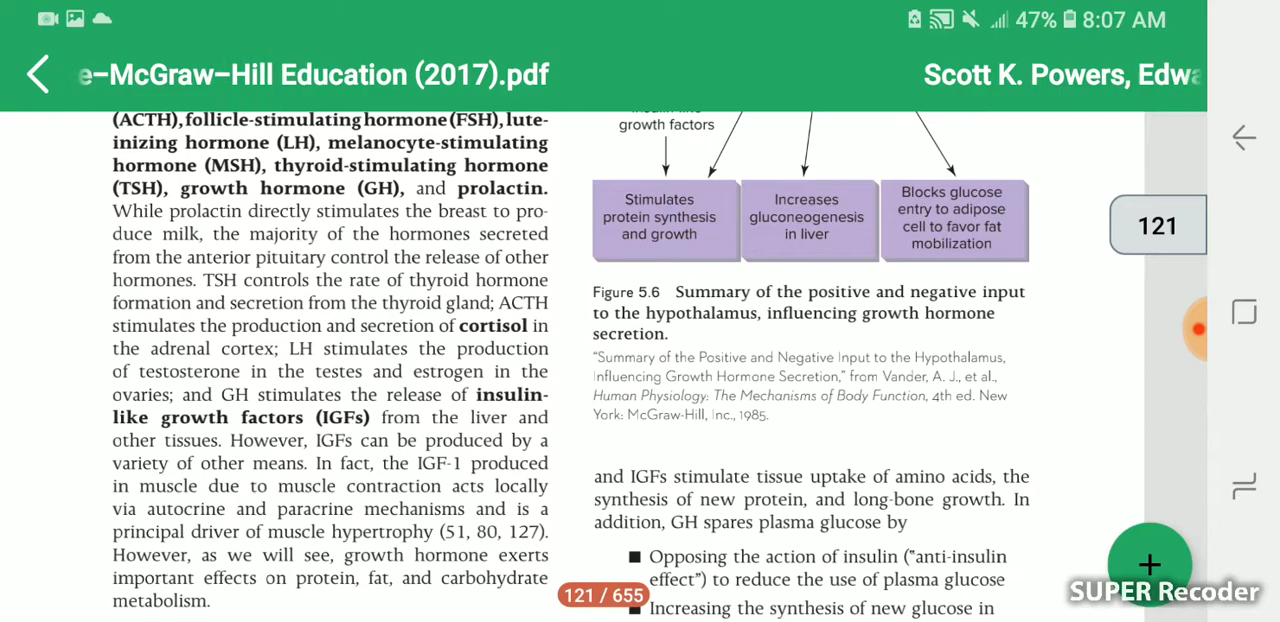 47% 8:07 AM
e–McGraw–Hill Education (2017).pdf
Scott K. Powers, Edwa
(ACTH), follicle-stimulating hormone (FSH), lute-
inizing hormone (LH), melanocyte-stimulating
hormone (MSH), thyroid-stimulating hormone
(TSH), growth hormone (GH), and prolactin.
While prolactin directly stimulates the breast to pro-
duce milk, the majority of the hormones secreted
from the anterior pituitary control the release of other
hormones. TSH controls the rate of thyroid hormone
formation and secretion from the thyroid gland; ACTH
stimulates the production and secretion of cortisol in
the adrenal cortex; LH stimulates the production
of testosterone in the testes and estrogen in the
ovaries; and GH stimulates the release of insulin-
like growth factors (IGFs) from the liver and
other tissues. However, IGFs can be produced by a
variety of other means. In fact, the IGF-1 produced
in muscle due to muscle contraction acts locally
via autocrine and paracrine mechanisms and is a
principal driver of muscle hypertrophy (51, 80, 127).
However, as we will see, growth hormone exerts
important effects on protein, fat, and carbohydrate
metabolism.
growth factors
Stimulates
protein synthesis
and growth
Increases
gluconeogenesis
in liver
Blocks glucose
entry to adipose
cell to favor fat
mobilization
Figure 5.6 Summary of the positive and negative input
to the hypothalamus, influencing growth hormone
secretion.
"Summary of the Positive and Negative Input to the Hypothalamus,
Influencing Growth Hormone Secretion," from Vander, A. J., et al.,
Human Physiology: The Mechanisms of Body Function, 4th ed. New
York: McGraw-Hill, Inc., 1985.
and IGFs stimulate tissue uptake of amino acids, the
synthesis of new protein, and long-bone growth. In
addition, GH spares plasma glucose by
■ Opposing the action of insulin ("anti-insulin
effect") to reduce the use of plasma glucose
■ Increasing the synthesis of new glucose in
121 / 655
121
+
SUPER Recorder